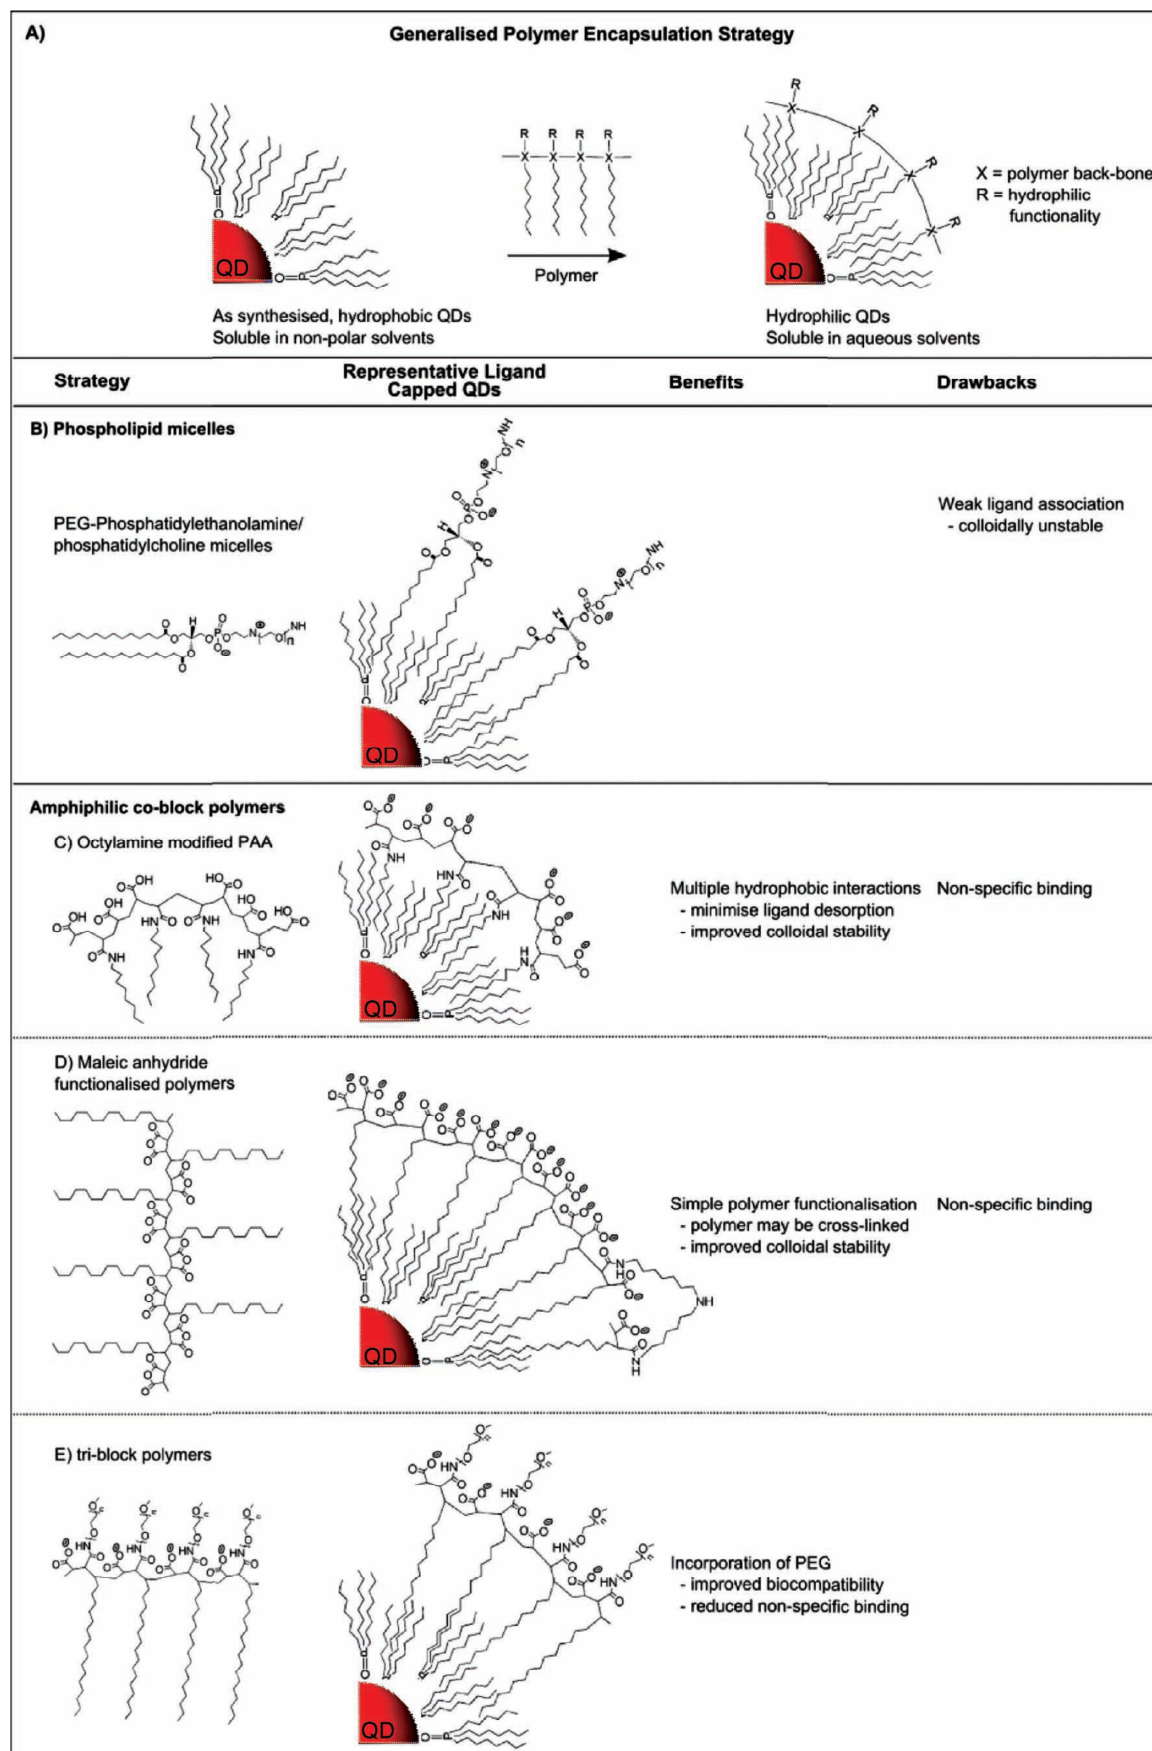 A)
Generalised Polymer Encapsulation Strategy
X = polymer back-bone
R = hydrophilic
functionality
QD
Polymer
QD
As synthesised, hydrophobic QDs
Soluble in non-polar solvents
Hydrophilic QDs
Soluble in aqueous solvents
Strategy
Representative Ligand
Capped QDs
Benefits
Drawbacks
B) Phospholipid micelles
PEG-Phosphatidylethanolamine/
phosphatidylcholine micelles
Weak ligand association
- colloidally unstable
QD
Amphiphilic co-block polymers
C) Octylamine modified PAA
Multiple hydrophobic interactions
- minimise ligand desorption
- improved colloidal stability
Non-specific binding
QD
D) Maleic anhydride
functionalised polymers
Simple polymer functionalisation
- polymer may be cross-linked
- improved colloidal stability
Non-specific binding
QD
E) tri-block polymers
Incorporation of PEG
- improved biocompatibility
- reduced non-specific binding
QD